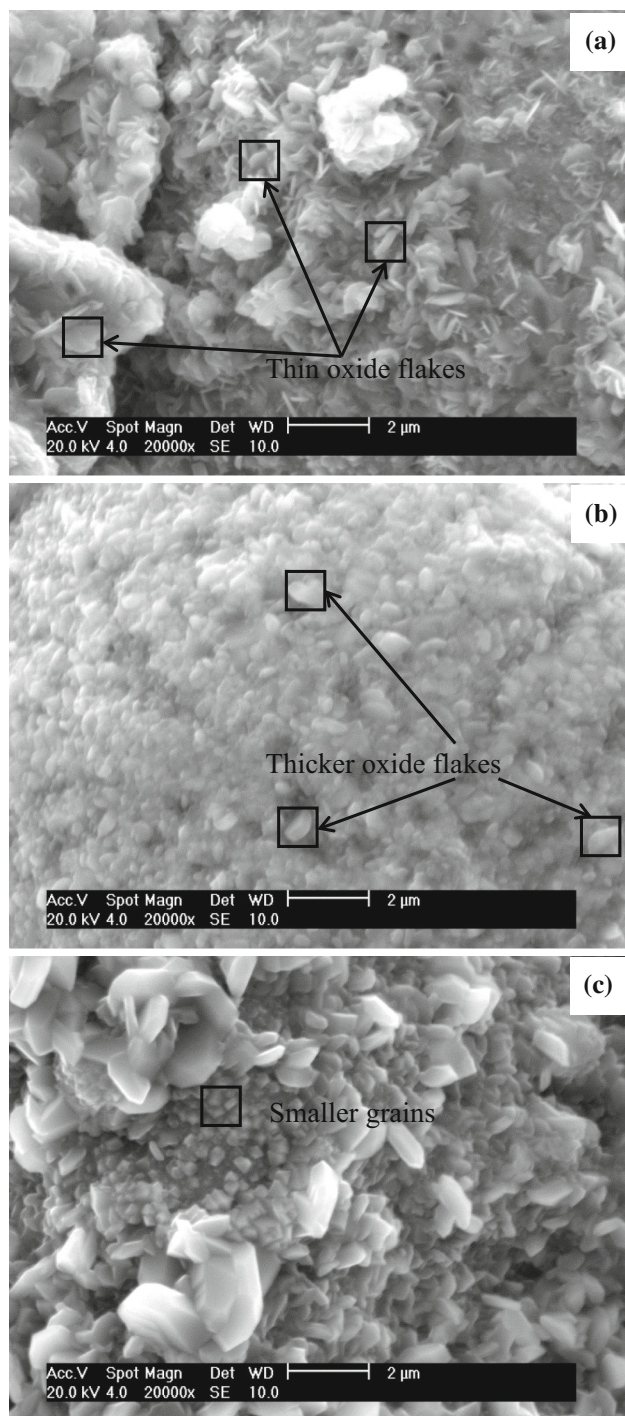 (a)
Thin oxide flakes
Acc.V Spot Magn Det WD 2 μm
20.0 kV 4.0 20000x SE 10.0
(b)
Thicker oxide flakes
Acc.V Spot Magn Det WD 2 μm
20.0 kV 4.0 20000x SE 10.0
(c)
Smaller grains
Acc.V Spot Magn Det WD 2 μm
20.0 kV 4.0 20000x SE 10.0